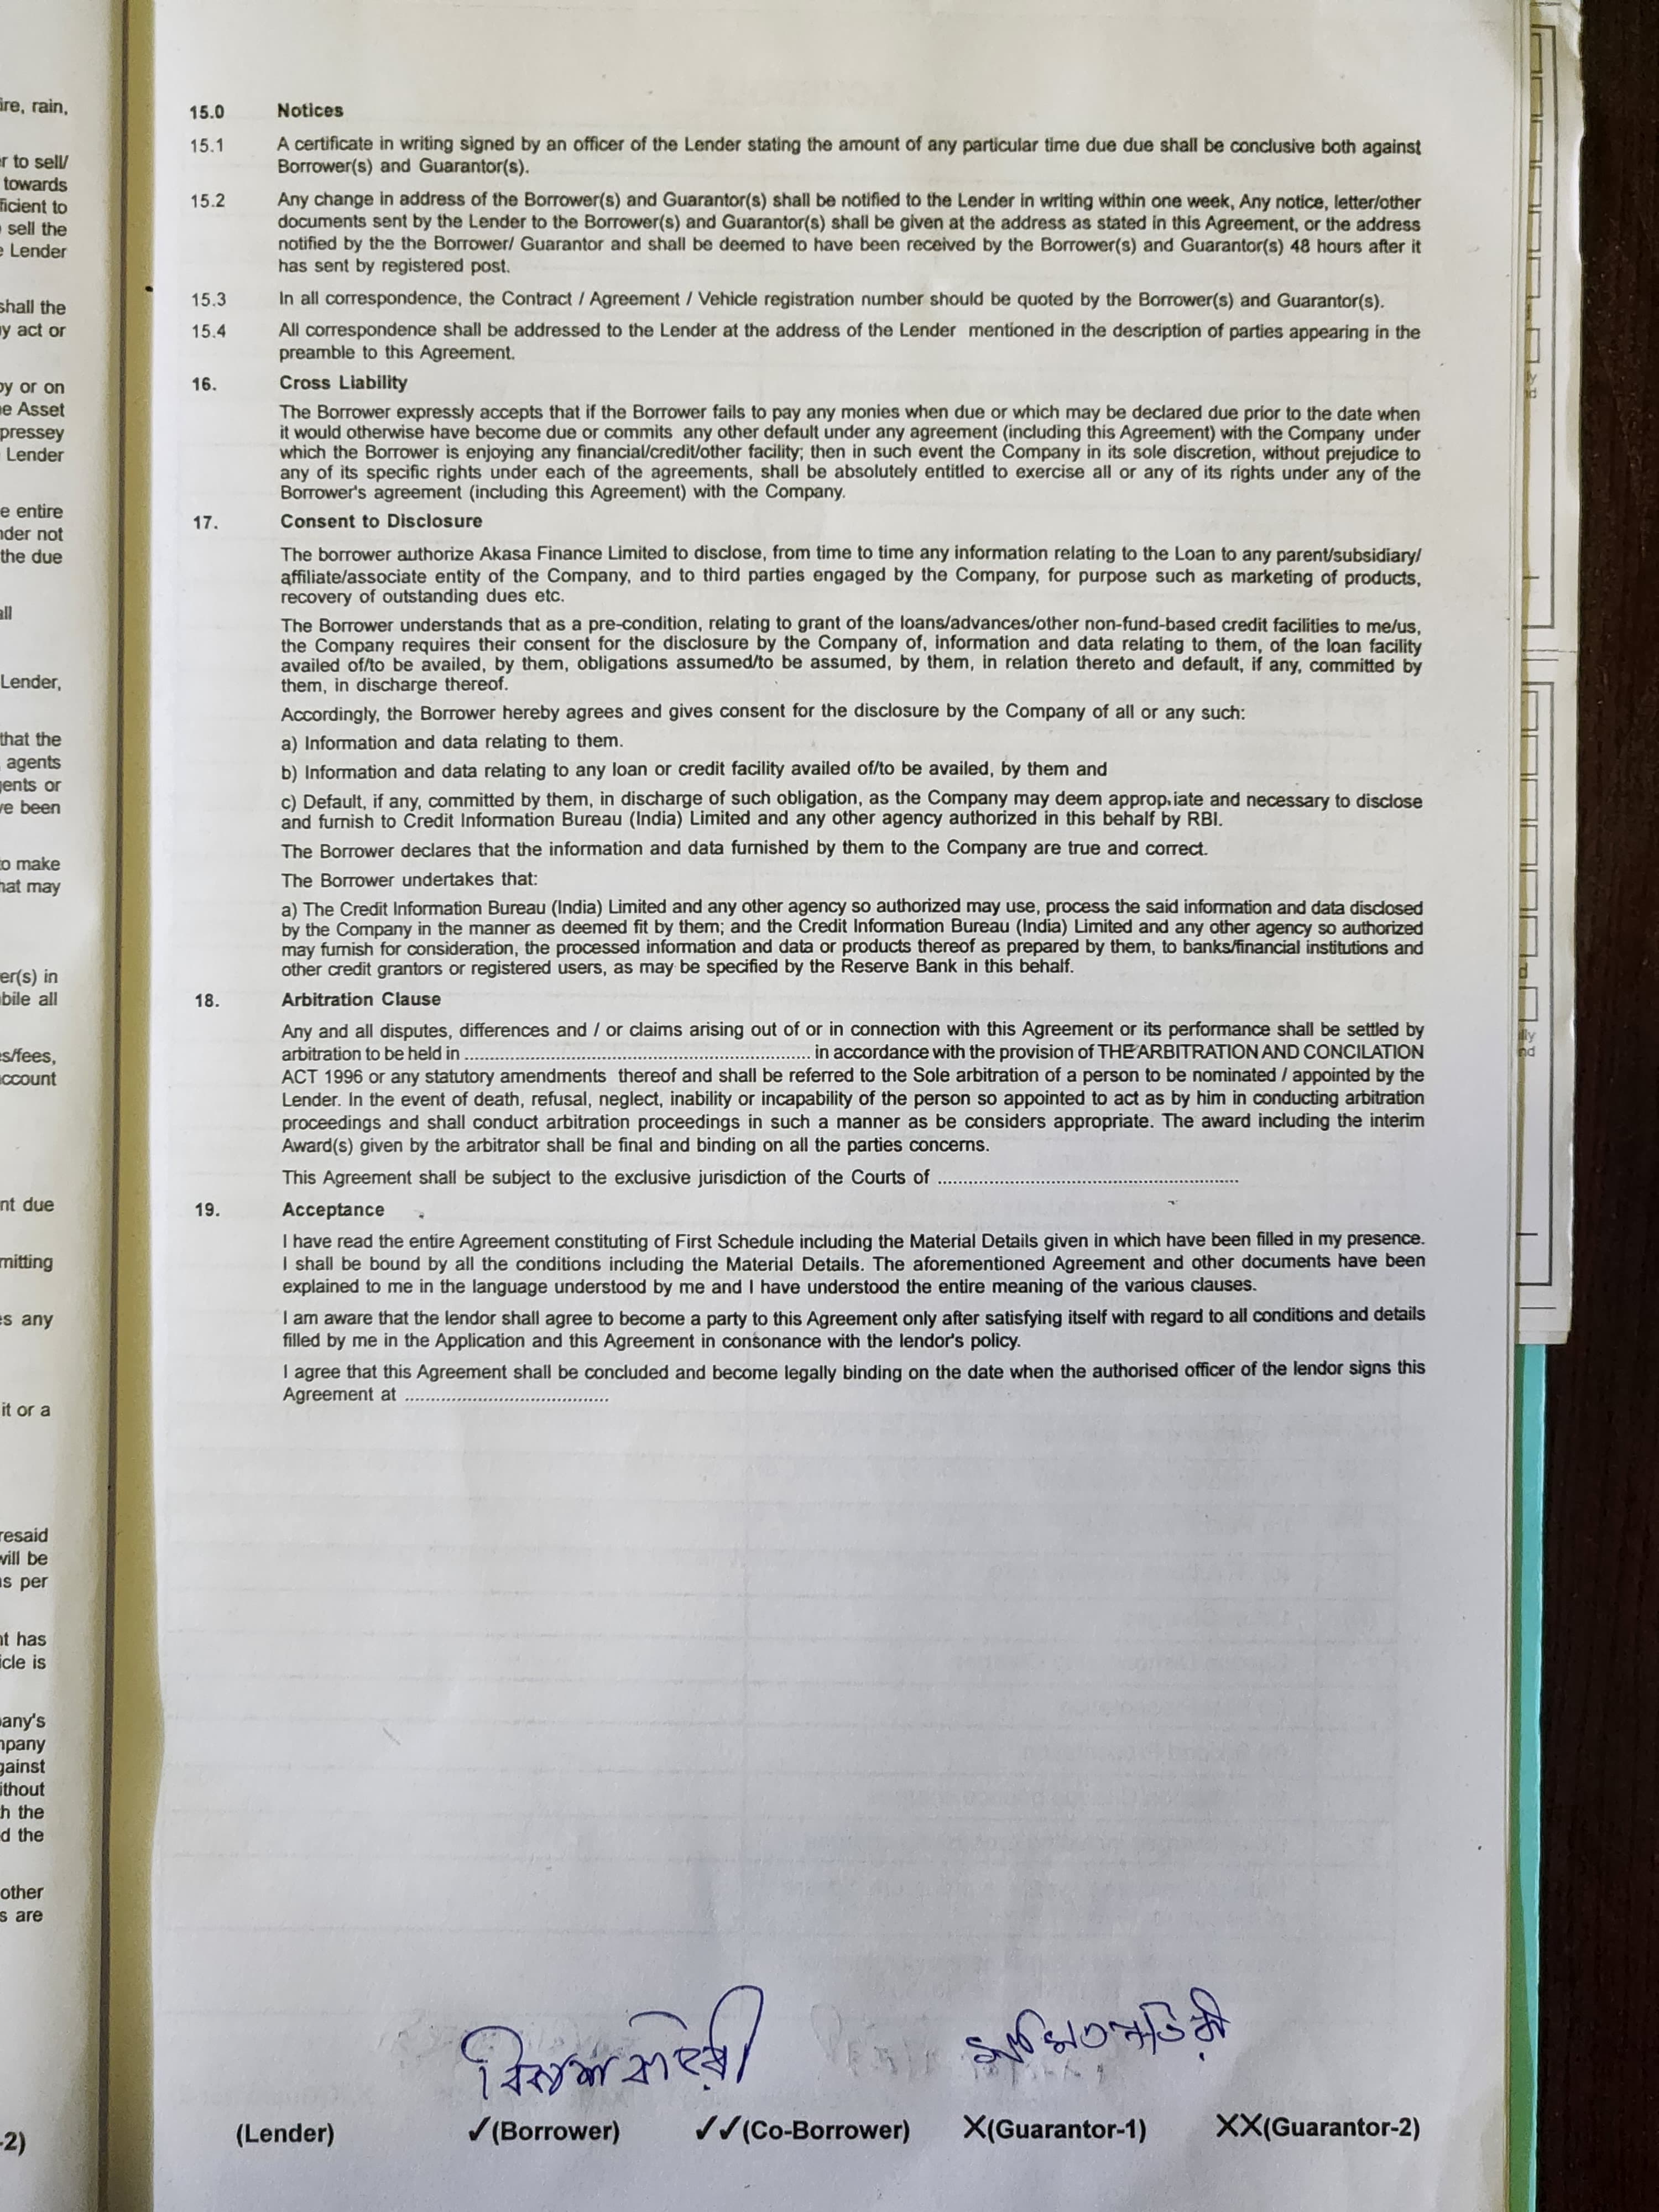 15.0 Notices
15.1 A certificate in writing signed by an officer of the Lender stating the amount of any particular time due due shall be conclusive both against
Borrower(s) and Guarantor(s).
15.2 Any change in address of the Borrower(s) and Guarantor(s) shall be notified to the Lender in writing within one week, Any notice, letter/other
documents sent by the Lender to the Borrower(s) and Guarantor(s) shall be given at the address as stated in this Agreement, or the address
notified by the the Borrower/ Guarantor and shall be deemed to have been received by the Borrower(s) and Guarantor(s) 48 hours after it
has sent by registered post.
15.3 In all correspondence, the Contract / Agreement / Vehicle registration number should be quoted by the Borrower(s) and Guarantor(s).
15.4 All correspondence shall be addressed to the Lender at the address of the Lender mentioned in the description of parties appearing in the
preamble to this Agreement.
16. Cross Liability
The Borrower expressly accepts that if the Borrower fails to pay any monies when due or which may be declared due prior to the date when
it would otherwise have become due or commits any other default under any agreement (including this Agreement) with the Company under
which the Borrower is enjoying any financial/credit/other facility; then in such event the Company in its sole discretion, without prejudice to
any of its specific rights under each of the agreements, shall be absolutely entitled to exercise all or any of its rights under any of the
Borrower's agreement (including this Agreement) with the Company.
17. Consent to Disclosure
The borrower authorize Akasa Finance Limited to disclose, from time to time any information relating to the Loan to any parent/subsidiary/
affiliate/associate entity of the Company, and to third parties engaged by the Company, for purpose such as marketing of products,
recovery of outstanding dues etc.
The Borrower understands that as a pre-condition, relating to grant of the loans/advances/other non-fund-based credit facilities to me/us,
the Company requires their consent for the disclosure by the Company of, information and data relating to them, of the loan facility
availed of/to be availed, by them, obligations assumed/to be assumed, by them, in relation thereto and default, if any, committed by
them, in discharge thereof.
Accordingly, the Borrower hereby agrees and gives consent for the disclosure by the Company of all or any such:
a) Information and data relating to them.
b) Information and data relating to any loan or credit facility availed of/to be availed, by them and
c) Default, if any, committed by them, in discharge of such obligation, as the Company may deem appropriate and necessary to disclose
and furnish to Credit Information Bureau (India) Limited and any other agency authorized in this behalf by RBI.
The Borrower declares that the information and data furnished by them to the Company are true and correct.
The Borrower undertakes that:
a) The Credit Information Bureau (India) Limited and any other agency so authorized may use, process the said information and data disclosed
by the Company in the manner as deemed fit by them; and the Credit Information Bureau (India) Limited and any other agency so authorized
may furnish for consideration, the processed information and data or products thereof as prepared by them, to banks/financial institutions and
other credit grantors or registered users, as may be specified by the Reserve Bank in this behalf.
18. Arbitration Clause
Any and all disputes, differences and / or claims arising out of or in connection with this Agreement or its performance shall be settled by
arbitration to be held in ........................................ in accordance with the provision of THE ARBITRATION AND CONCILATION
ACT 1996 or any statutory amendments thereof and shall be referred to the Sole arbitration of a person to be nominated / appointed by the
Lender. In the event of death, refusal, neglect, inability or incapability of the person so appointed to act as by him in conducting arbitration
proceedings and shall conduct arbitration proceedings in such a manner as be considers appropriate. The award including the interim
Award(s) given by the arbitrator shall be final and binding on all the parties concerns.
This Agreement shall be subject to the exclusive jurisdiction of the Courts of ........................................
19. Acceptance
I have read the entire Agreement constituting of First Schedule including the Material Details given in which have been filled in my presence.
I shall be bound by all the conditions including the Material Details. The aforementioned Agreement and other documents have been
explained to me in the language understood by me and I have understood the entire meaning of the various clauses.
I am aware that the lendor shall agree to become a party to this Agreement only after satisfying itself with regard to all conditions and details
filled by me in the Application and this Agreement in consonance with the lendor's policy.
I agree that this Agreement shall be concluded and become legally binding on the date when the authorised officer of the lendor signs this
Agreement at ..............................
(Lender) ✓(Borrower) ✓✓(Co-Borrower) X(Guarantor-1) XX(Guarantor-2)